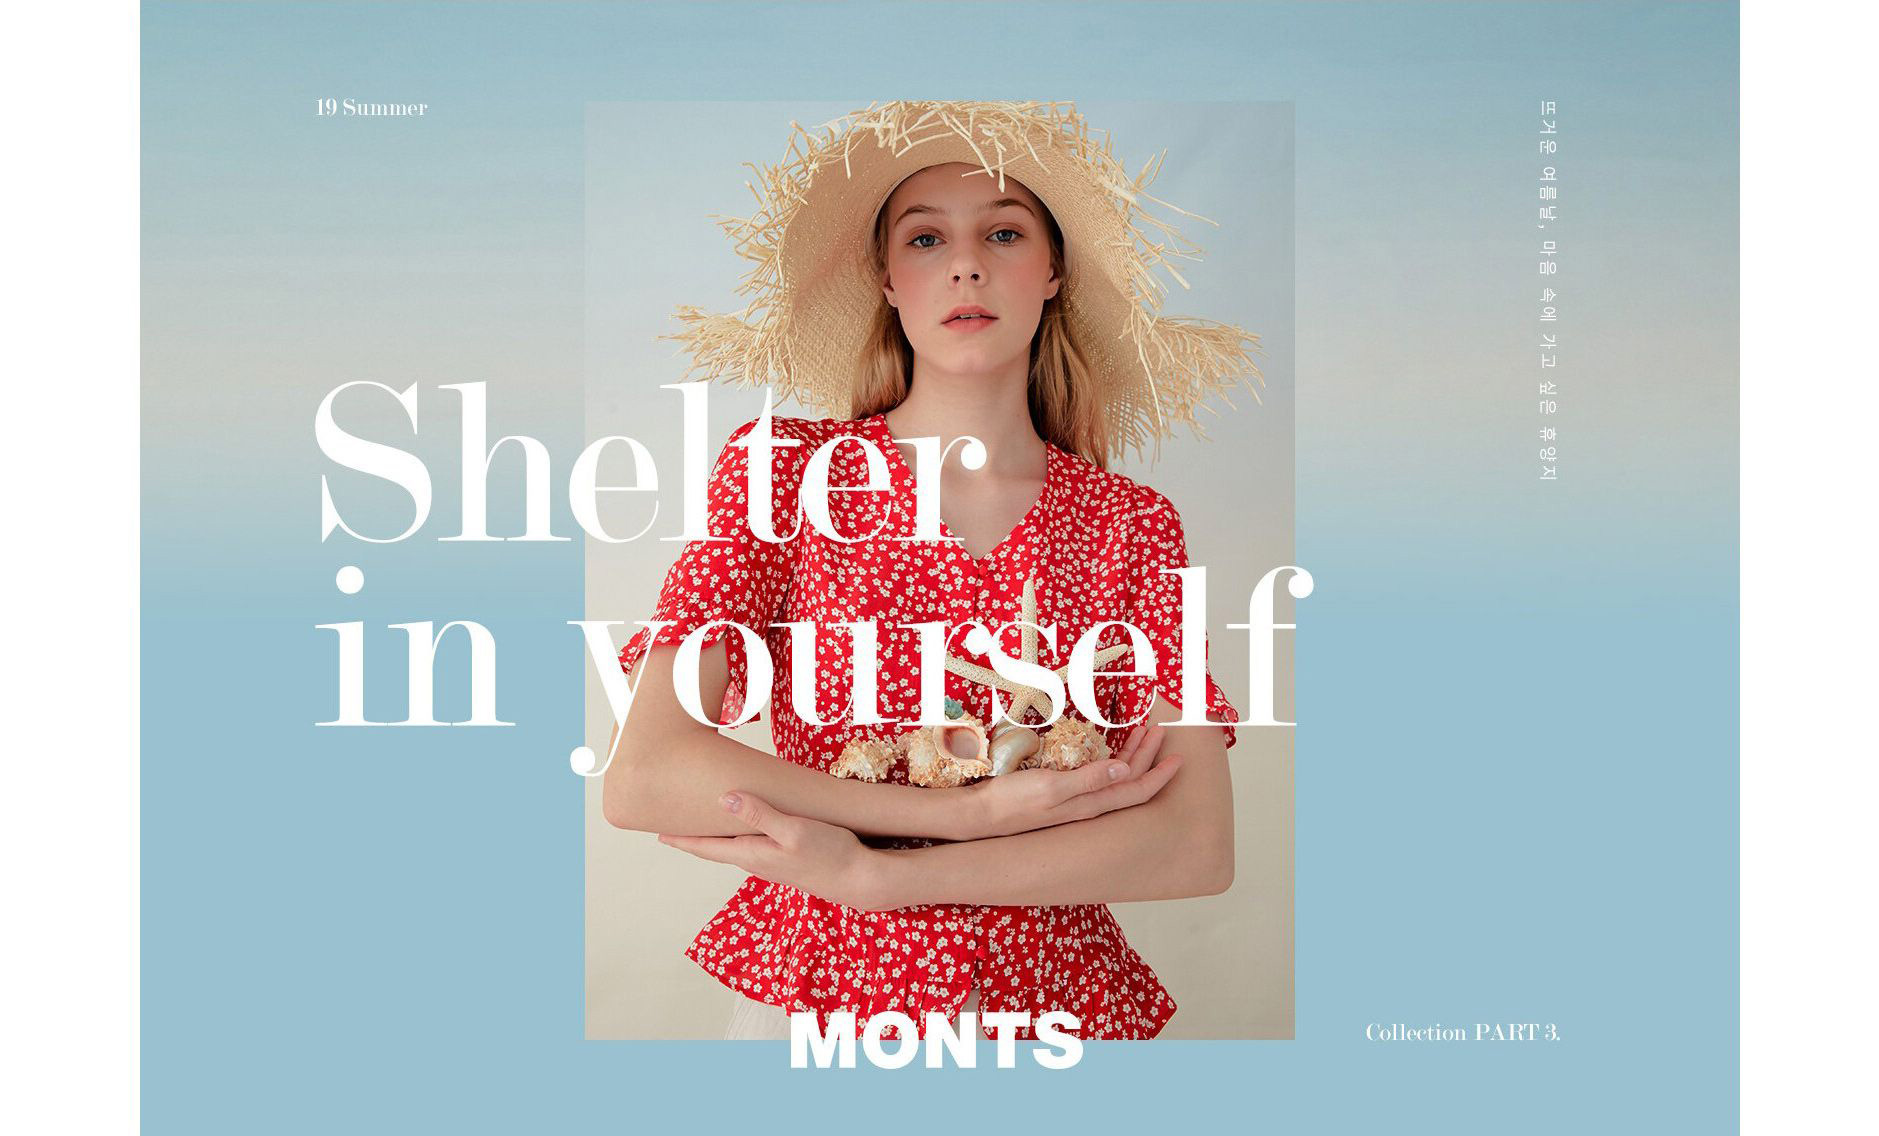 19 Summer
뜨거운 여름날, 마음 속에 가고 싶은 휴양지
Shelter
in yourself
MONTS
Collection PART 3.